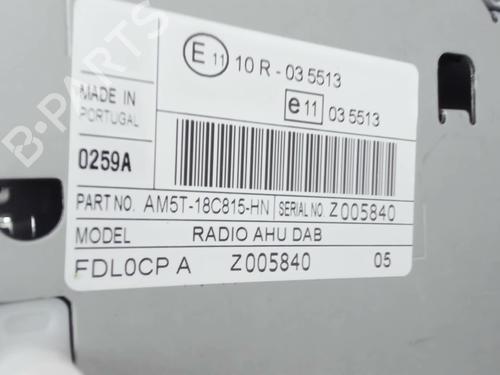 E 11 10 R - 03 5513
e 11 03 5513
MADE IN
PORTUGAL
0259A
PART NO. AM5T-18C815-HN SERIAL NO. Z005840
MODEL RADIO AHU DAB
FDL0CP A Z005840 05
B-PARTS